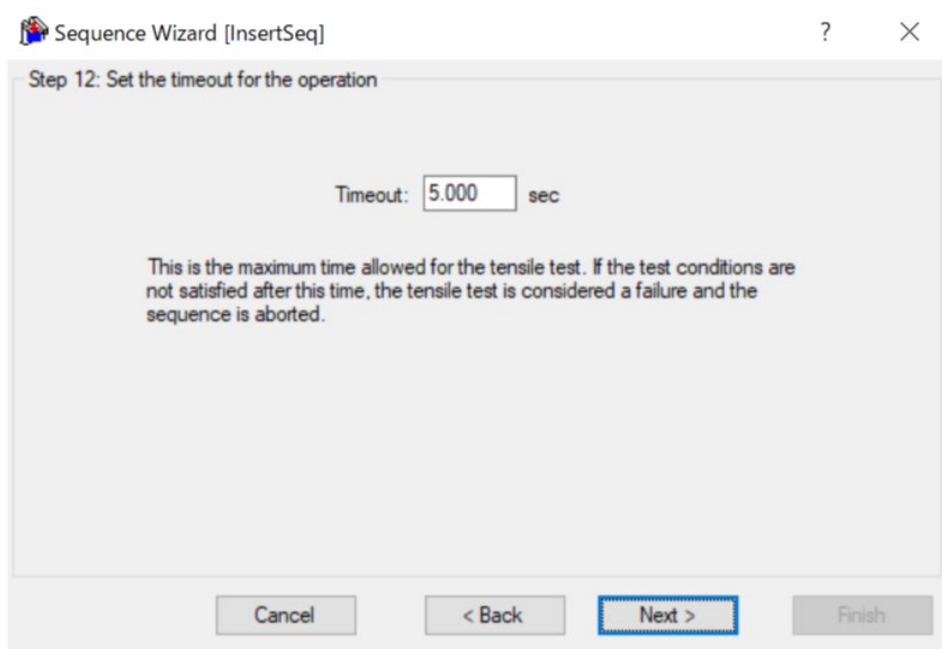 Sequence Wizard [InsertSeq]
?
Step 12: Set the timeout for the operation
Timeout: 5.000 sec
This is the maximum time allowed for the tensile test. If the test conditions are
not satisfied after this time, the tensile test is considered a failure and the
sequence is aborted.
Cancel < Back Next > Finish